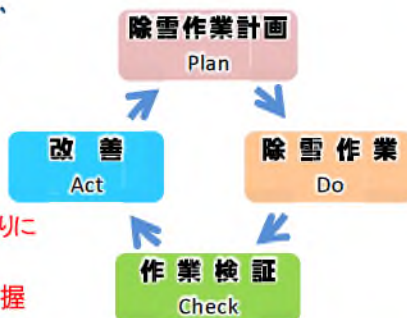 除雪作業計画
Plan
改 善
Act
除 雪 作 業
Do
りに
作 業 検 証
Check
握